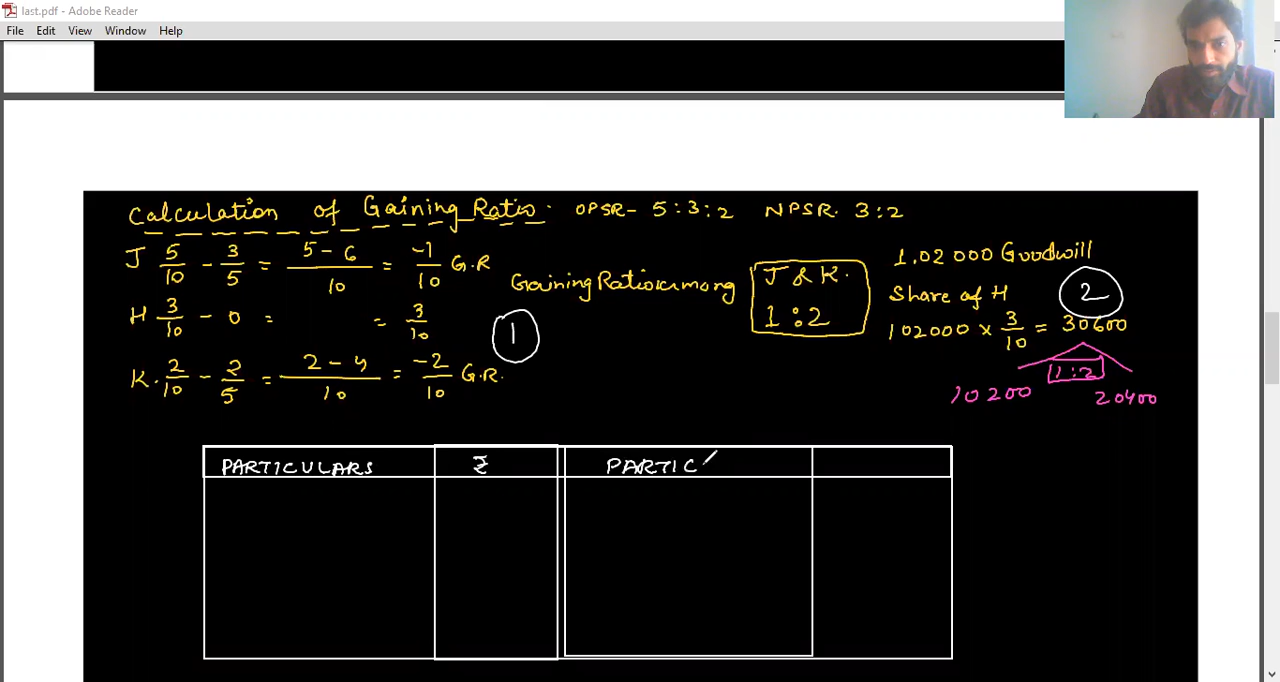 last.pdf - Adobe Reader
File Edit View Window Help
Calculation of Gaining Ratio. OPSR- 5:3:2 NPSR. 3:2
J 5/10 - 3/5 = 5-6/10 = -1/10 G.R
H 3/10 - 0 = = 3/10
K. 2/10 - 2/5 = 2-4/10 = -2/10 G.R.
1
Gaining Ratio among
J & K.
1:2
1.02 000 Goodwill
Share of H
2
102000 × 3/10 = 30600
1:2
10200 20400
PARTICULARS ₹ PARTIC